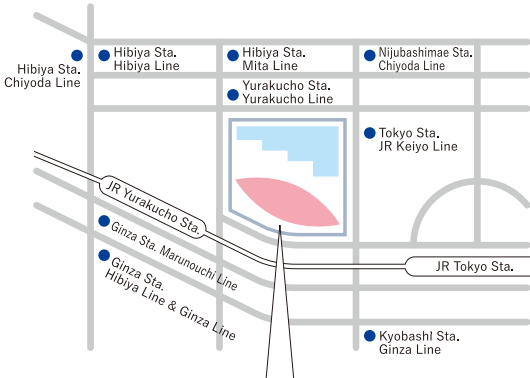 Hibiya Sta.
Chiyoda Line
Hibiya Sta.
Hibiya Line
Hibiya Sta.
Mita Line
Nijubashimae Sta.
Chiyoda Line
Yurakucho Sta.
Yurakucho Line
Tokyo Sta.
JR Keiyo Line
JR Yurakucho Sta.
Ginza Sta. Marunouchi Line
Ginza Sta.
Hibiya Line & Ginza Line
JR Tokyo Sta.
Kyobashi Sta.
Ginza Line